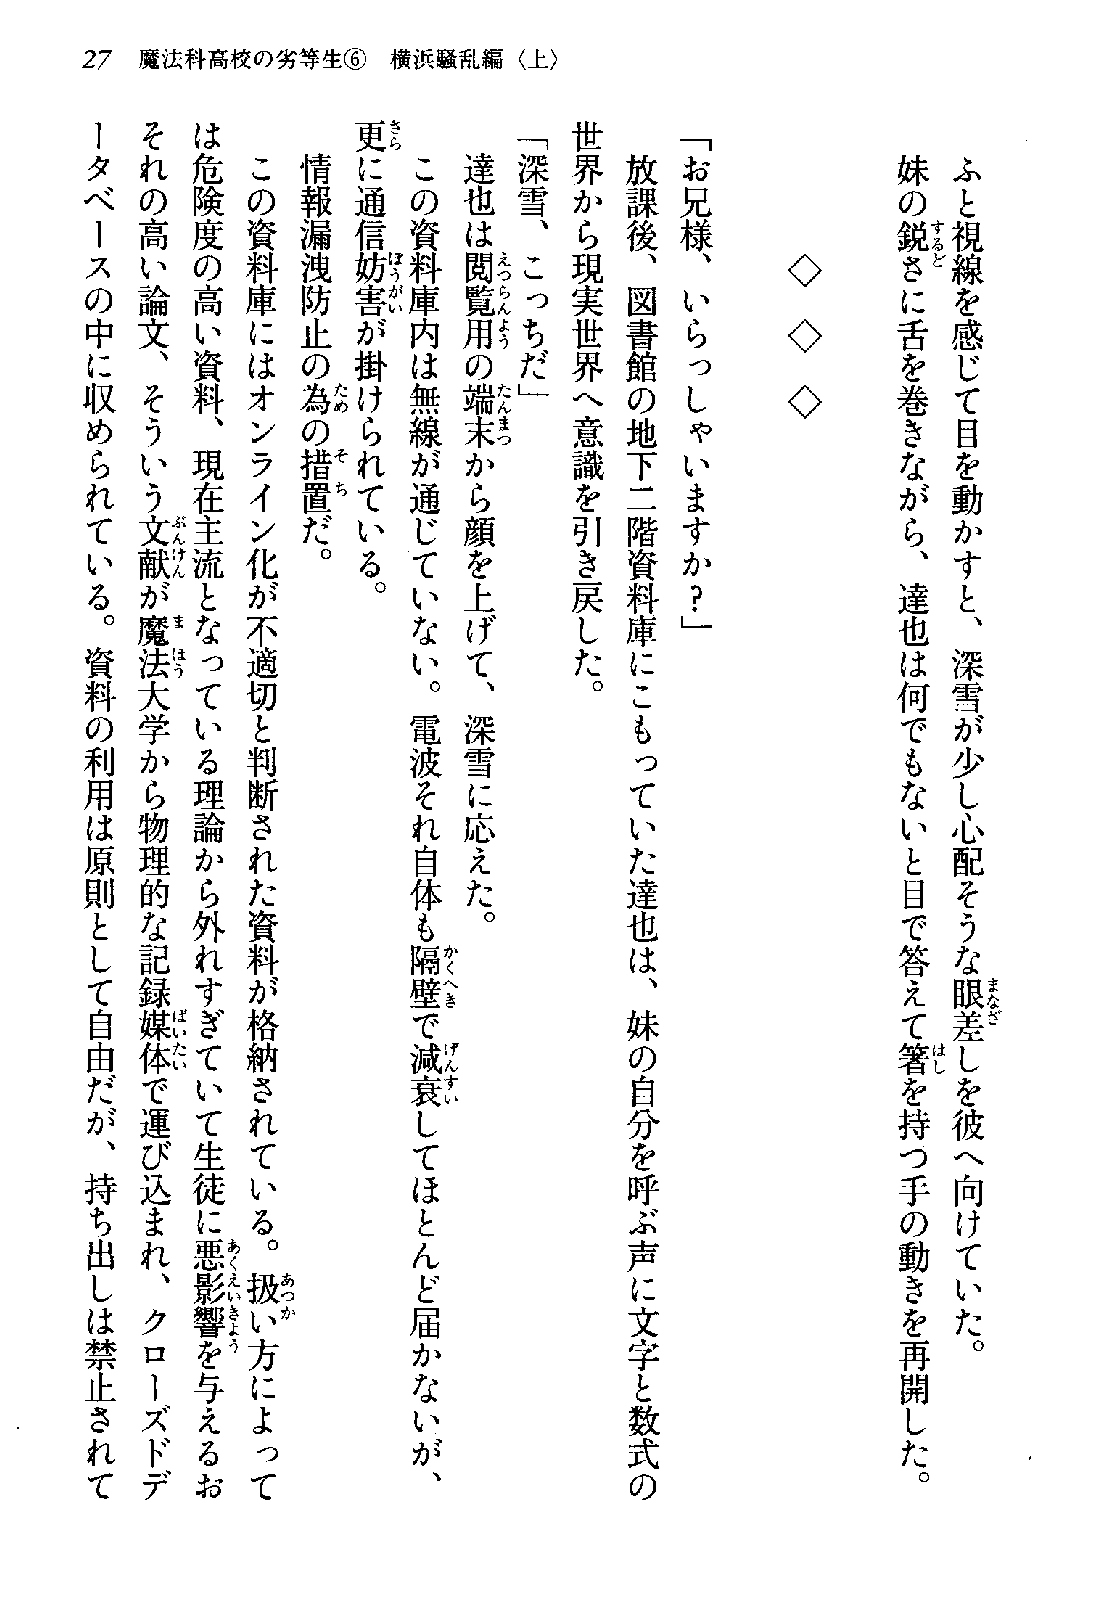 27 魔法科高校の劣等生⑥ 横浜騒乱編〈上〉
ふと視線を感じて目を動かすと、深雪が少し心配そうな眼差しを彼へ向けていた。
妹の鋭さに舌を巻きながら、達也は何でもないと目で答えて箸を持つ手の動きを再開した。
◇ ◇ ◇
「お兄様、いらっしゃいますか?」
放課後、図書館の地下二階資料庫にこもっていた達也は、妹の自分を呼ぶ声に文字と数式の
世界から現実世界へ意識を引き戻した。
「深雪、こっちだ」
達也は閲覧用の端末から顔を上げて、深雪に応えた。
この資料庫内は無線が通じていない。電波それ自体も隔壁で減衰してほとんど届かないが、
更に通信妨害が掛けられている。
情報漏洩防止の為の措置だ。
この資料庫にはオンライン化が不適切と判断された資料が格納されている。扱い方によって
は危険度の高い資料、現在主流となっている理論から外れすぎていて生徒に悪影響を与えるお
それの高い論文、そういう文献が魔法大学から物理的な記録媒体で運び込まれ、クローズドデ
ータベースの中に収められている。資料の利用は原則として自由だが、持ち出しは禁止されて